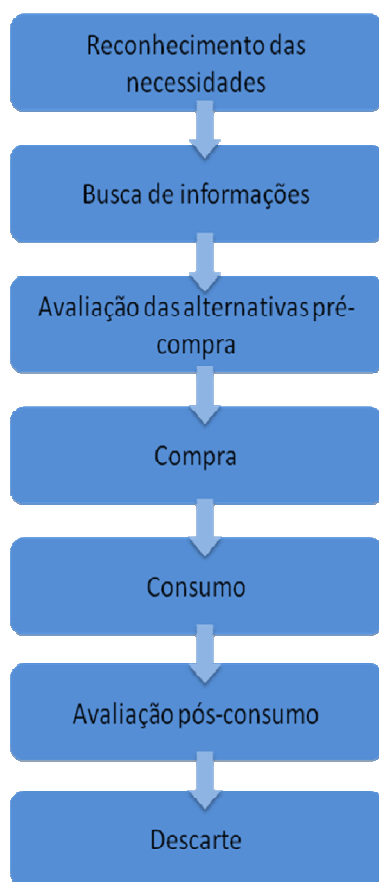 Reconhecimento das
necessidades
Busca de informações
Avaliação das alternativas pré-
compra
Compra
Consumo
Avaliação pós-consumo
Descarte